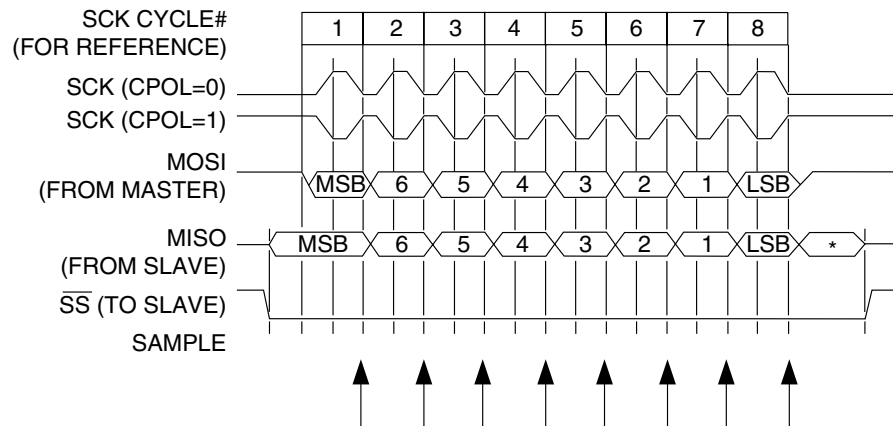 SCK CYCLE#
(FOR REFERENCE)
1 2 3 4 5 6 7 8
SCK (CPOL=0)
SCK (CPOL=1)
MOSI
(FROM MASTER)
MSB 6 5 4 3 2 1 LSB
MISO
(FROM SLAVE)
MSB 6 5 4 3 2 1 LSB *
SS (TO SLAVE)
SAMPLE